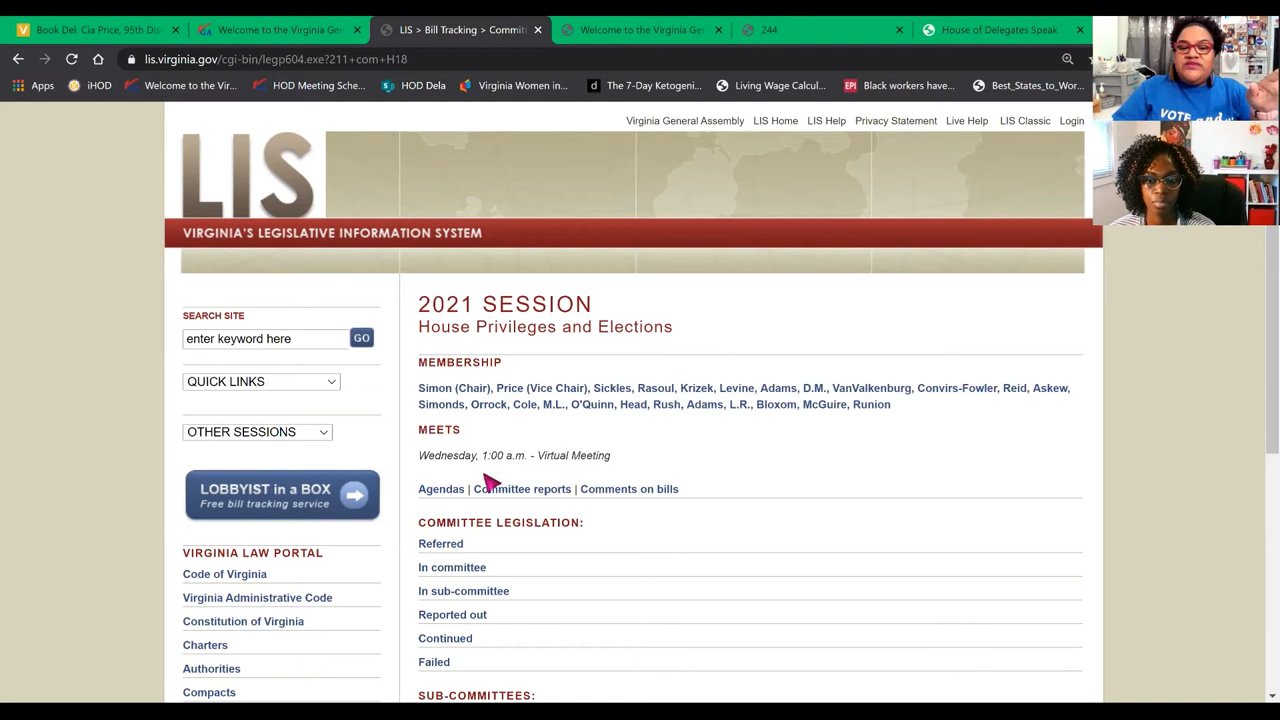 Book Del. Cia Price, 95th Dist
Welcome to the Virginia Ger
LIS > Bill Tracking > Committ
Welcome to the Virginia Ger
244
House of Delegates Speak
lis.virginia.gov/cgi-bin/legp604.exe?211+com+H18
Apps
iHOD
Welcome to the Vir...
HOD Meeting Sche...
HOD Dela
Virginia Women in...
The 7-Day Ketogeni...
Living Wage Calcul...
EPI Black workers have...
Best_States_to_Wor...
VOTE and
Virginia General Assembly LIS Home LIS Help Privacy Statement Live Help LIS Classic Login
LIS
VIRGINIA'S LEGISLATIVE INFORMATION SYSTEM
SEARCH SITE
enter keyword here GO
QUICK LINKS
OTHER SESSIONS
LOBBYIST in a BOX
Free bill tracking service
VIRGINIA LAW PORTAL
Code of Virginia
Virginia Administrative Code
Constitution of Virginia
Charters
Authorities
Compacts
2021 SESSION
House Privileges and Elections
MEMBERSHIP
Simon (Chair), Price (Vice Chair), Sickles, Rasoul, Krizek, Levine, Adams, D.M., VanValkenburg, Convirs-Fowler, Reid, Askew,
Simonds, Orrock, Cole, M.L., O'Quinn, Head, Rush, Adams, L.R., Bloxom, McGuire, Runion
MEETS
Wednesday, 1:00 a.m. - Virtual Meeting
Agendas | Committee reports | Comments on bills
COMMITTEE LEGISLATION:
Referred
In committee
In sub-committee
Reported out
Continued
Failed
SUB-COMMITTEES: